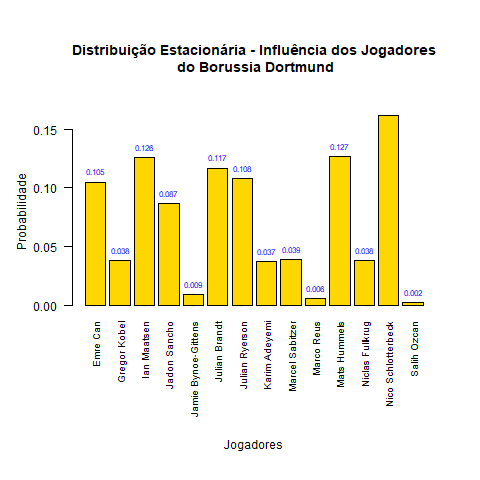 Distribuição Estacionária - Influência dos Jogadores
do Borussia Dortmund
Probabilidade
0.15
0.10
0.05
0.00
0.105
0.038
0.126
0.087
0.009
0.117
0.108
0.037
0.039
0.006
0.127
0.038
0.002
Emre Can
Gregor Kobel
Ian Maatsen
Jadon Sancho
Jamie Bynoe-Gittens
Julian Brandt
Julian Ryerson
Karim Adeyemi
Marcel Sabitzer
Marco Reus
Mats Hummels
Niclas Fullkrug
Nico Schlotterbeck
Salih Ozcan
Jogadores